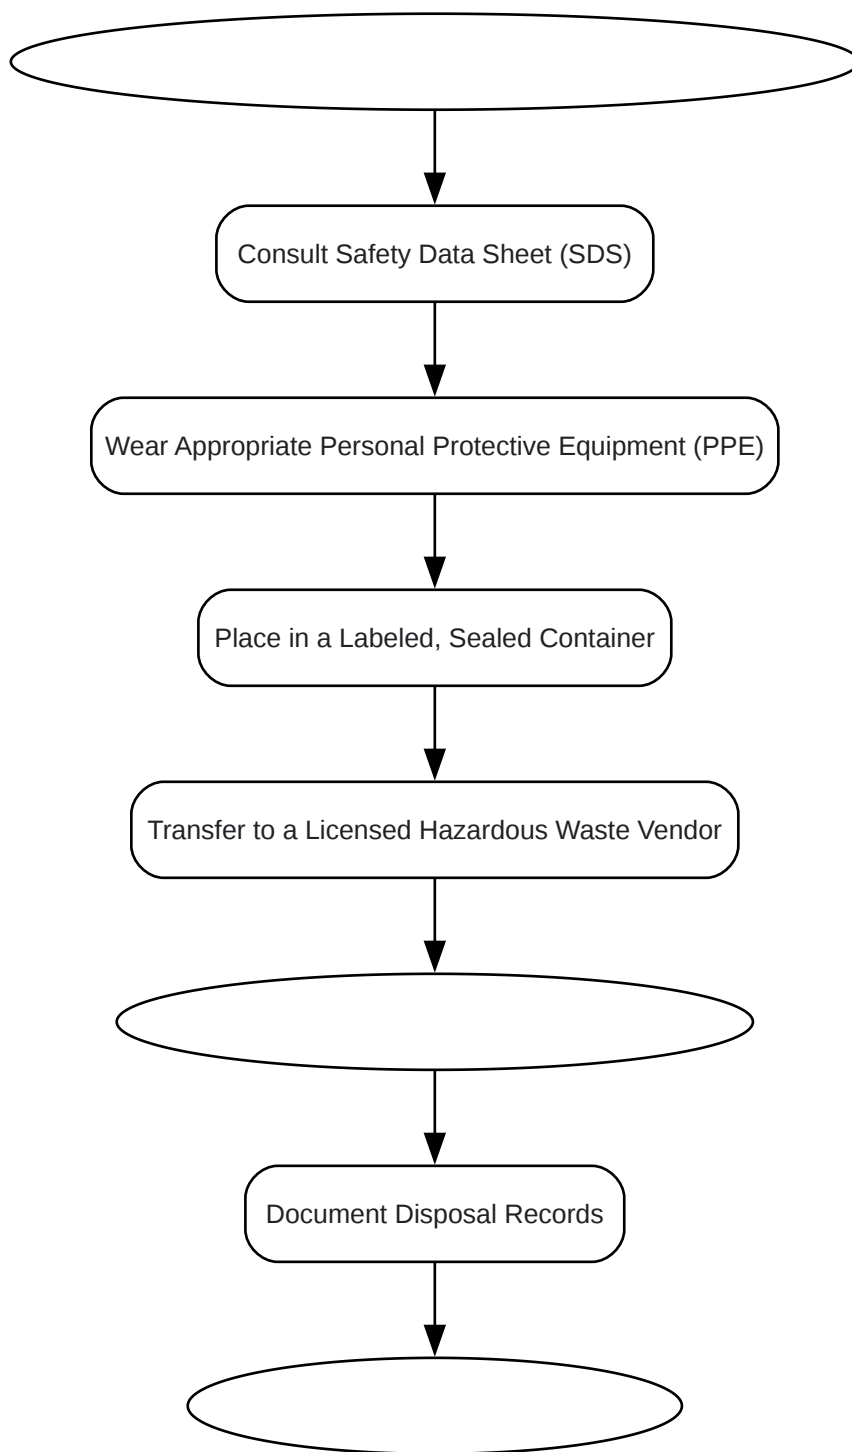 Consult Safety Data Sheet (SDS)
Wear Appropriate Personal Protective Equipment (PPE)
Place in a Labeled, Sealed Container
Transfer to a Licensed Hazardous Waste Vendor
Document Disposal Records